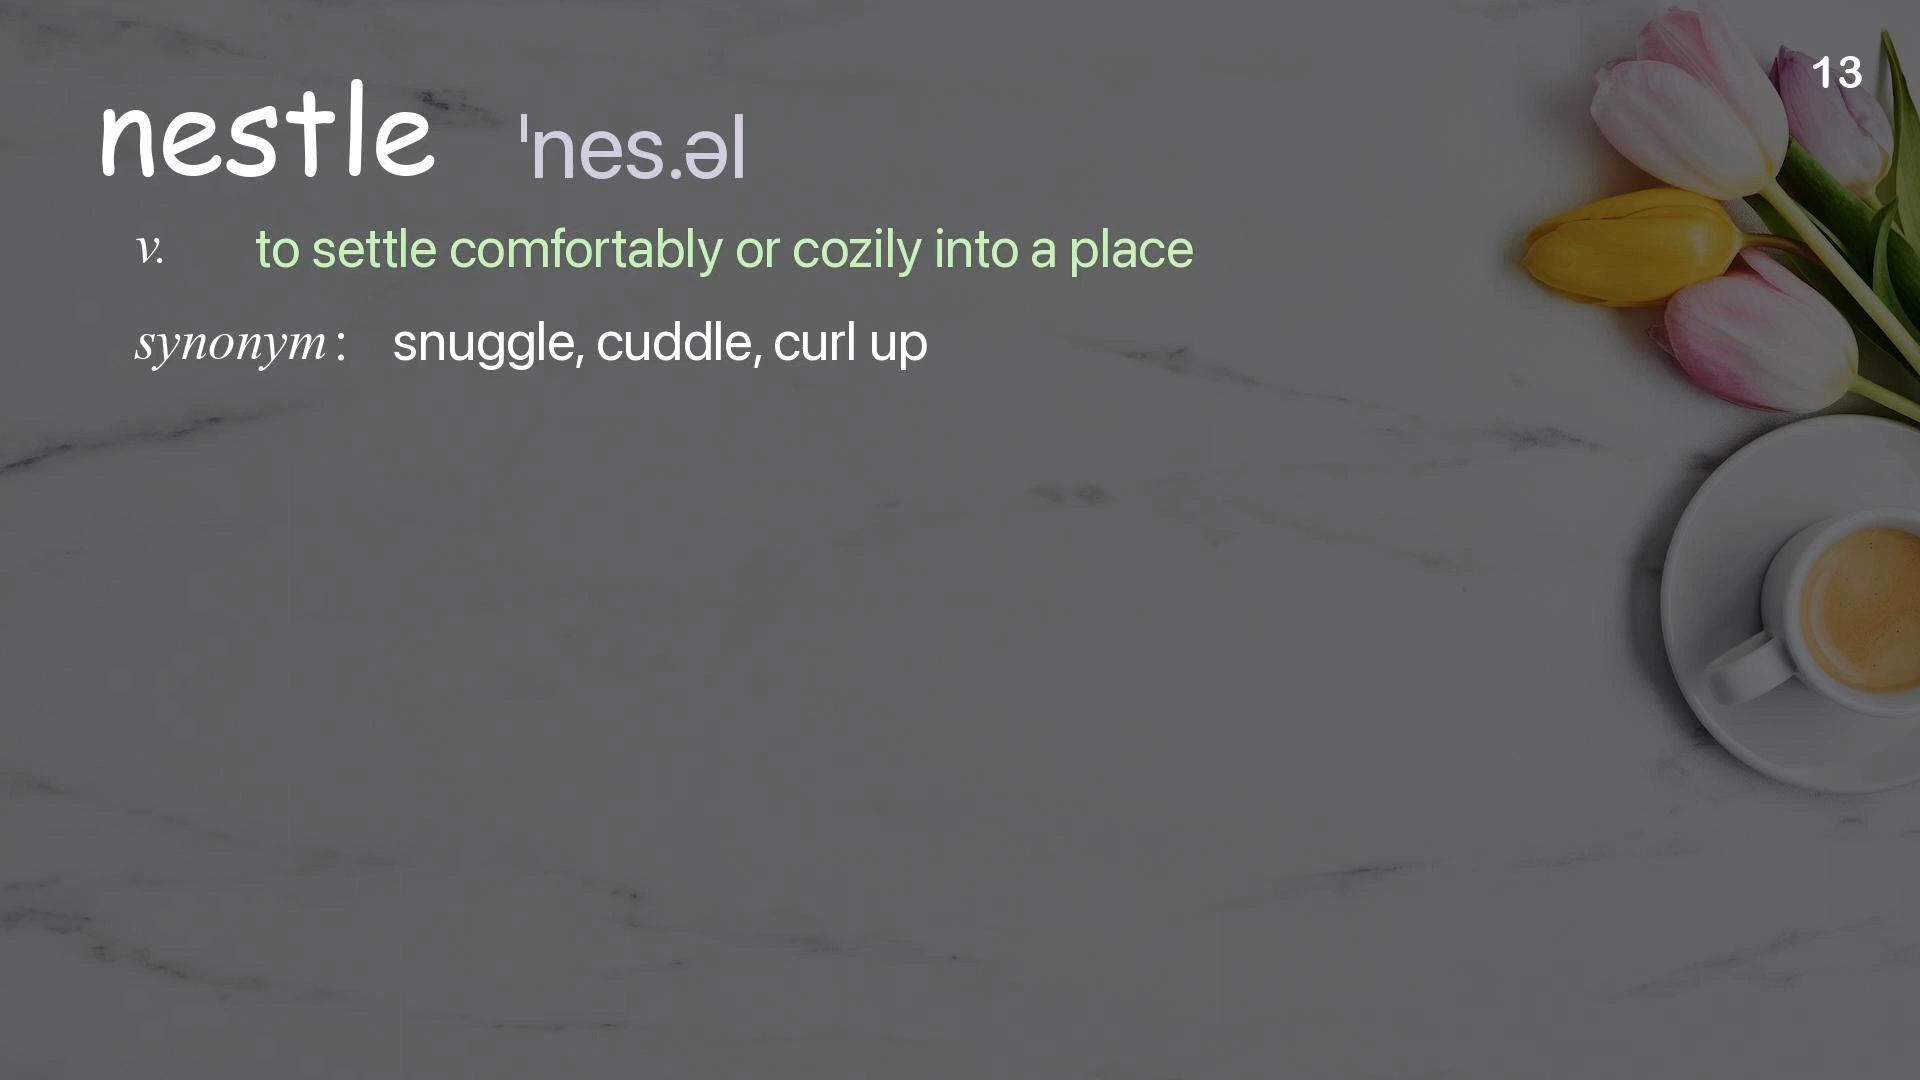 13
nestle ˈnes.əl
v. to settle comfortably or cozily into a place
synonym : snuggle, cuddle, curl up